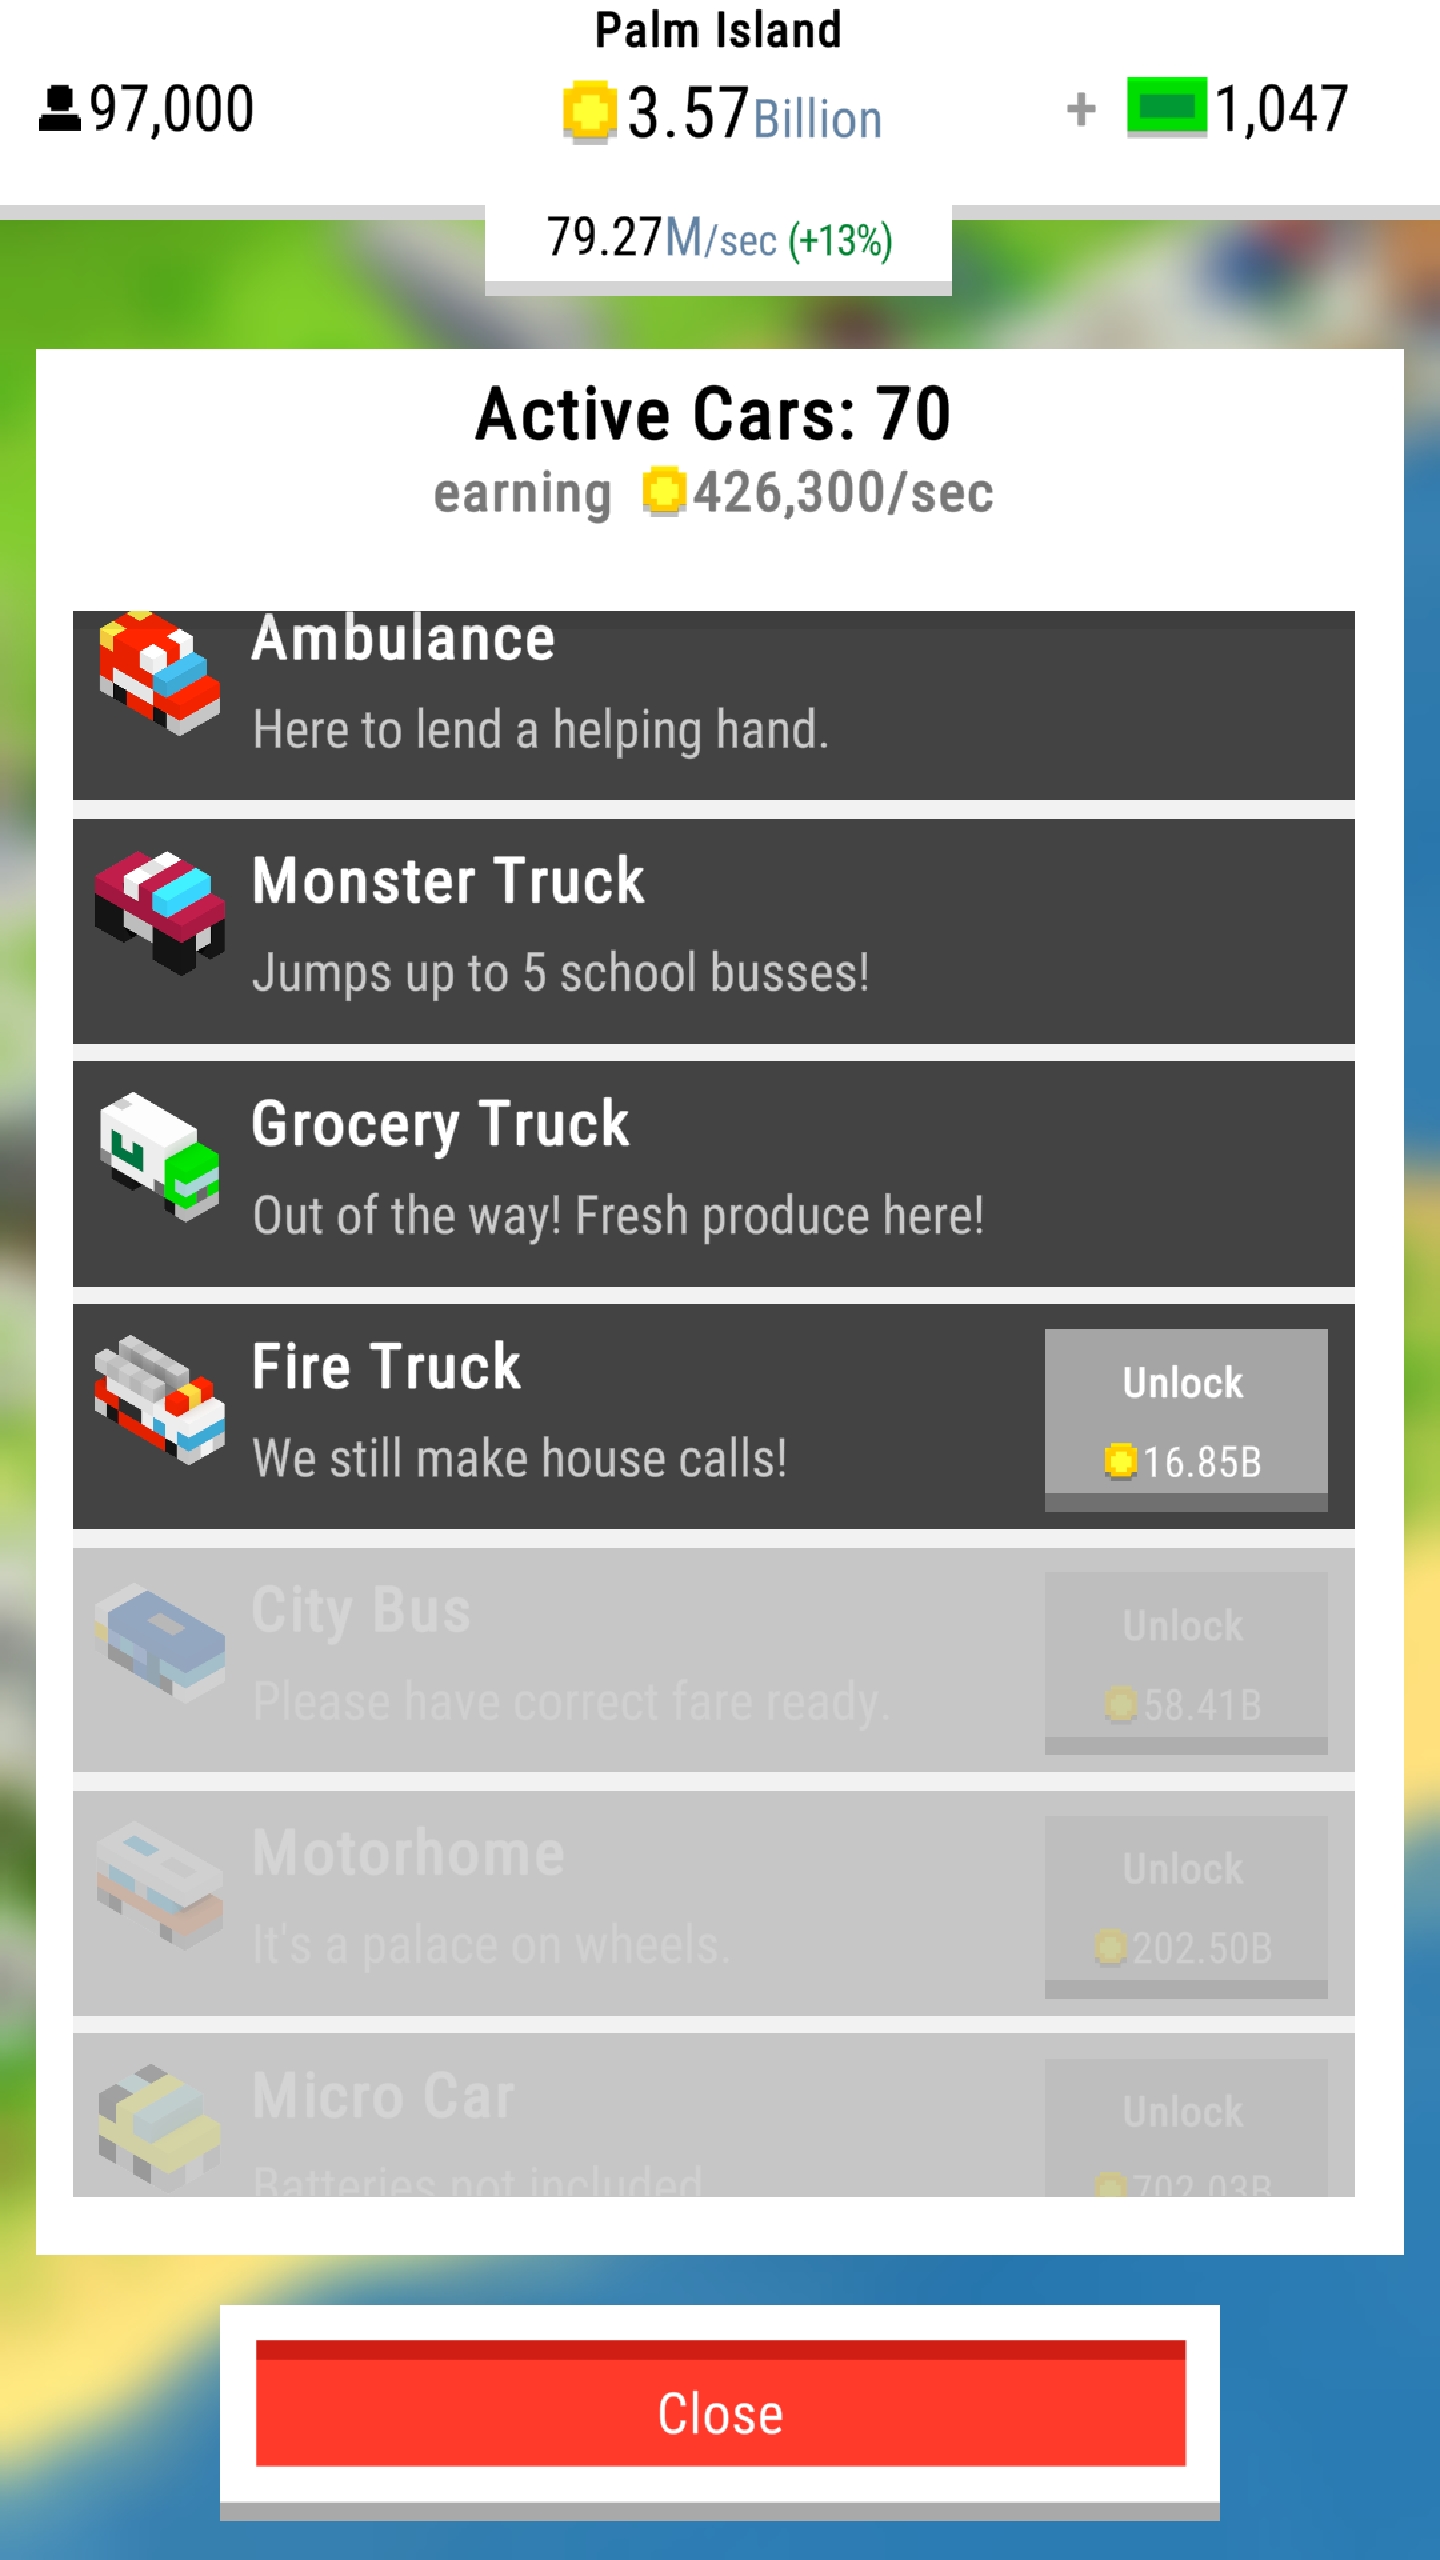 Palm Island
97,000
3.57Billion
+ 1,047
79.27M/sec (+13%)
Active Cars: 70
earning 426,300/sec
Ambulance
Here to lend a helping hand.
Monster Truck
Jumps up to 5 school busses!
Grocery Truck
Out of the way! Fresh produce here!
Fire Truck
We still make house calls!
Unlock
16.85B
City Bus
Please have correct fare ready.
Unlock
58.41B
Motorhome
It's a palace on wheels.
Unlock
202.50B
Micro Car
Batteries not included
Unlock
702.03B
Close